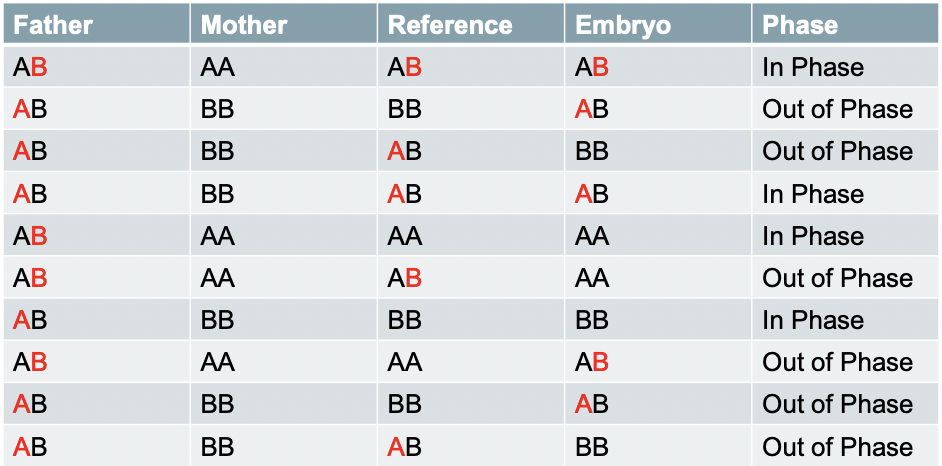 Father Mother Reference Embryo Phase
AB AA AB AB In Phase
AB BB BB AB Out of Phase
AB BB AB BB Out of Phase
AB BB AB AB In Phase
AB AA AA AA In Phase
AB AA AB AA Out of Phase
AB BB BB BB In Phase
AB AA AA AB Out of Phase
AB BB BB AB Out of Phase
AB BB AB BB Out of Phase